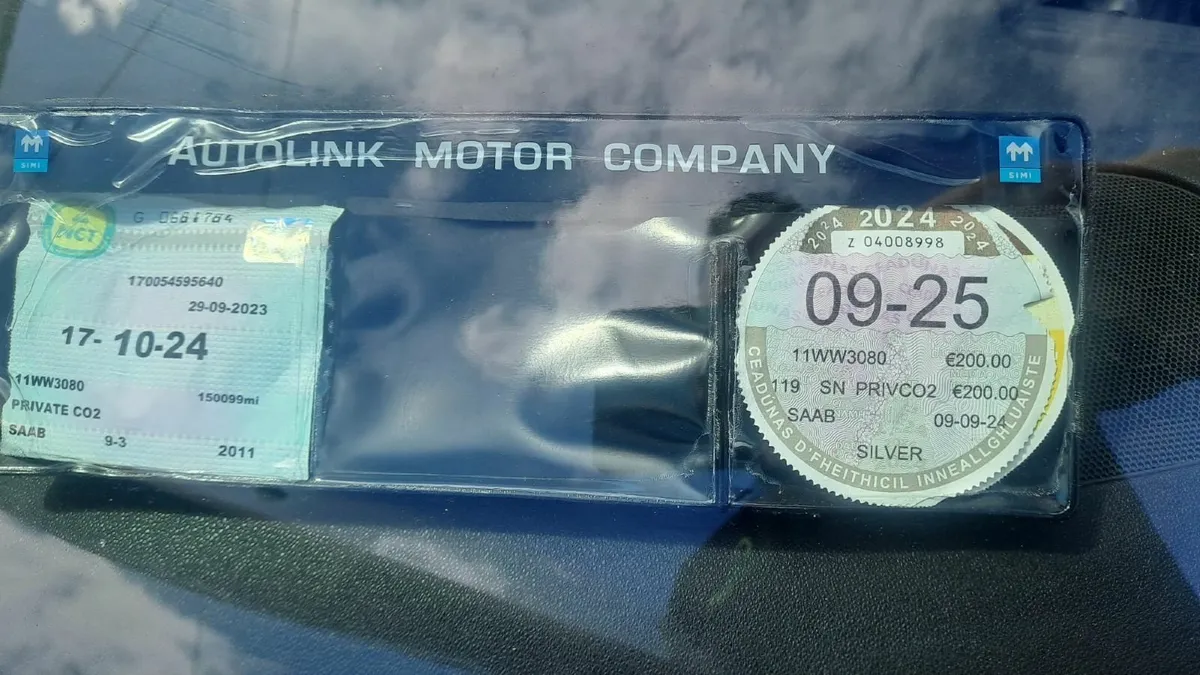 AUTOLINK MOTOR COMPANY
SIMI
SIMI
NCT
G 0661764
170054595640
29-09-2023
17- 10-24
11WW3080
150099mi
PRIVATE CO2
SAAB 9-3 2011
2024 2024 2024
Z 04008998
09-25
11WW3080 €200.00
119 SN PRIVCO2 €200.00
SAAB 09-09-24
SILVER
CEADÚNAS D'FHEITHICIL INNEALLGHLUAISTE